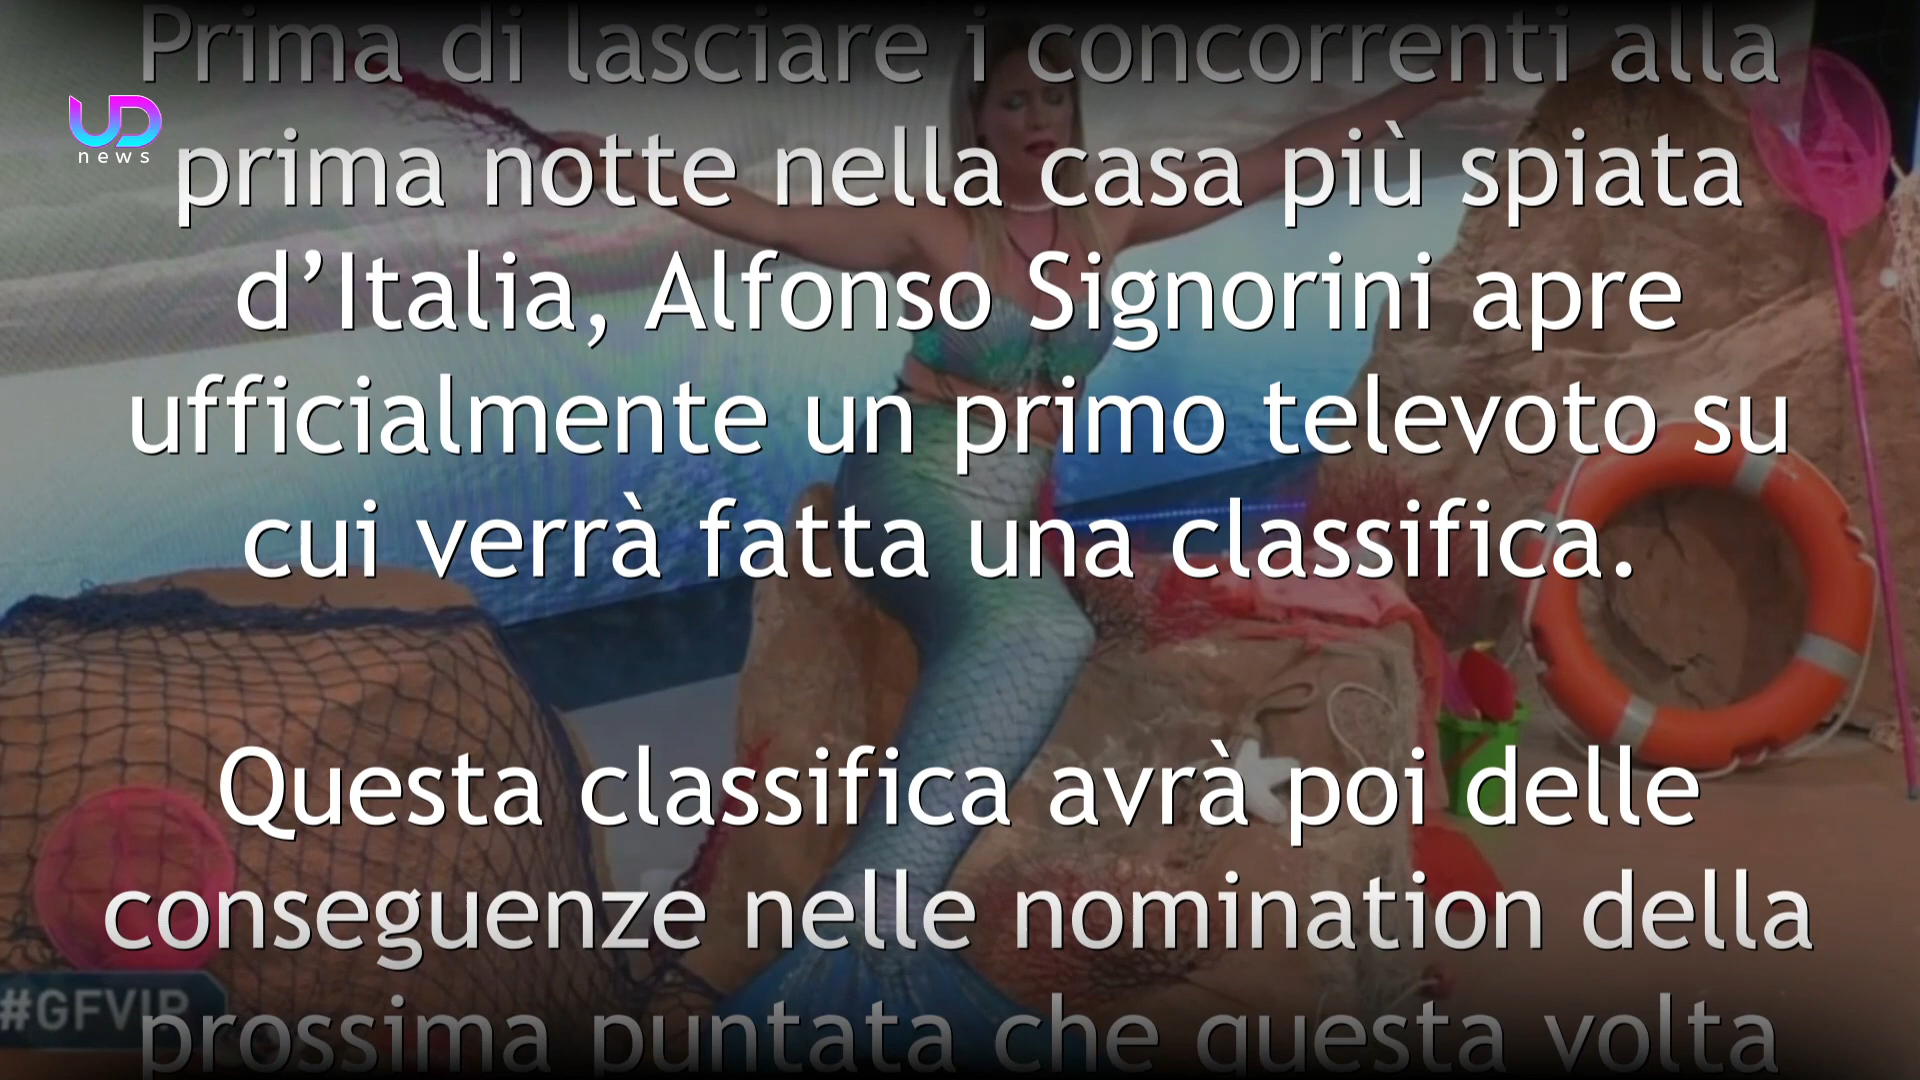 Prima di lasciare i concorrenti alla
UD
news
prima notte nella casa più spiata
d’Italia, Alfonso Signorini apre
ufficialmente un primo televoto su
cui verrà fatta una classifica.
Questa classifica avrà poi delle
conseguenze nelle nomination della
#GFVIP
prossima puntata che questa volta